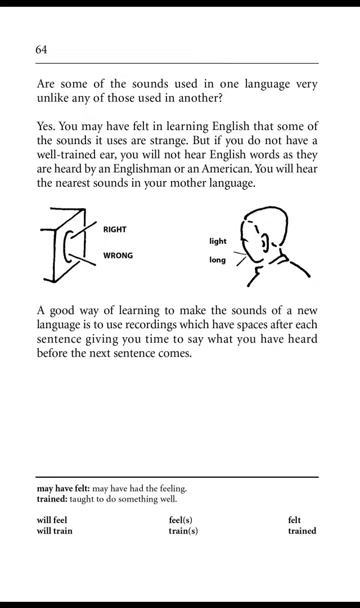 64
Are some of the sounds used in one language very
unlike any of those used in another?
Yes. You may have felt in learning English that some of
the sounds it uses are strange. But if you do not have a
well-trained ear, you will not hear English words as they
are heard by an Englishman or an American. You will hear
the nearest sounds in your mother language.
RIGHT
WRONG
light
long
A good way of learning to make the sounds of a new
language is to use recordings which have spaces after each
sentence giving you time to say what you have heard
before the next sentence comes.
may have felt: may have had the feeling.
trained: taught to do something well.
will feel feel(s) felt
will train train(s) trained